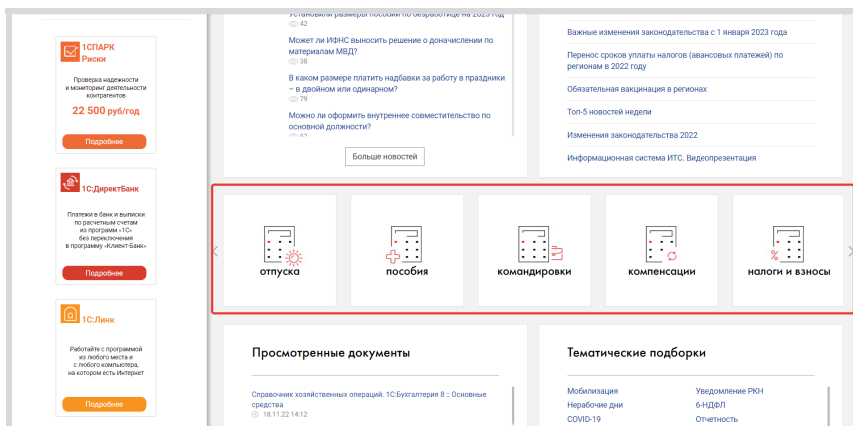 1СПАРК
Риски
Проверка надежности
и мониторинг деятельности
контрагентов
22 500 руб/год
Подробнее
1С:ДиректБанк
Платежи в банк и выписки
по расчетным счетам
из программ «1С»
без переключения
в программу «Клиент-Банк»
Подробнее
1С:Линк
Работайте с программой
из любого места и
с любого компьютера,
на котором есть Интернет
Подробнее
Установили размеры пособий по безработице на 2023 год
42
Может ли ИФНС выносить решение о доначислении по
материалам МВД?
38
В каком размере платить надбавки за работу в праздники
– в двойном или одинарном?
79
Можно ли оформить внутреннее совместительство по
основной должности?
52
Больше новостей
Важные изменения законодательства с 1 января 2023 года
Перенос сроков уплаты налогов (авансовых платежей) по
регионам в 2022 году
Обязательная вакцинация в регионах
Топ-5 новостей недели
Изменения законодательства 2022
Информационная система ИТС. Видеопрезентация
отпуска
пособия
командировки
компенсации
налоги и взносы
Просмотренные документы
Справочник хозяйственных операций. 1С:Бухгалтерия 8 :: Основные
средства
18.11.22 14:12
Тематические подборки
Мобилизация
Нерабочие дни
COVID-19
Уведомление РКН
6-НДФЛ
Отчетность